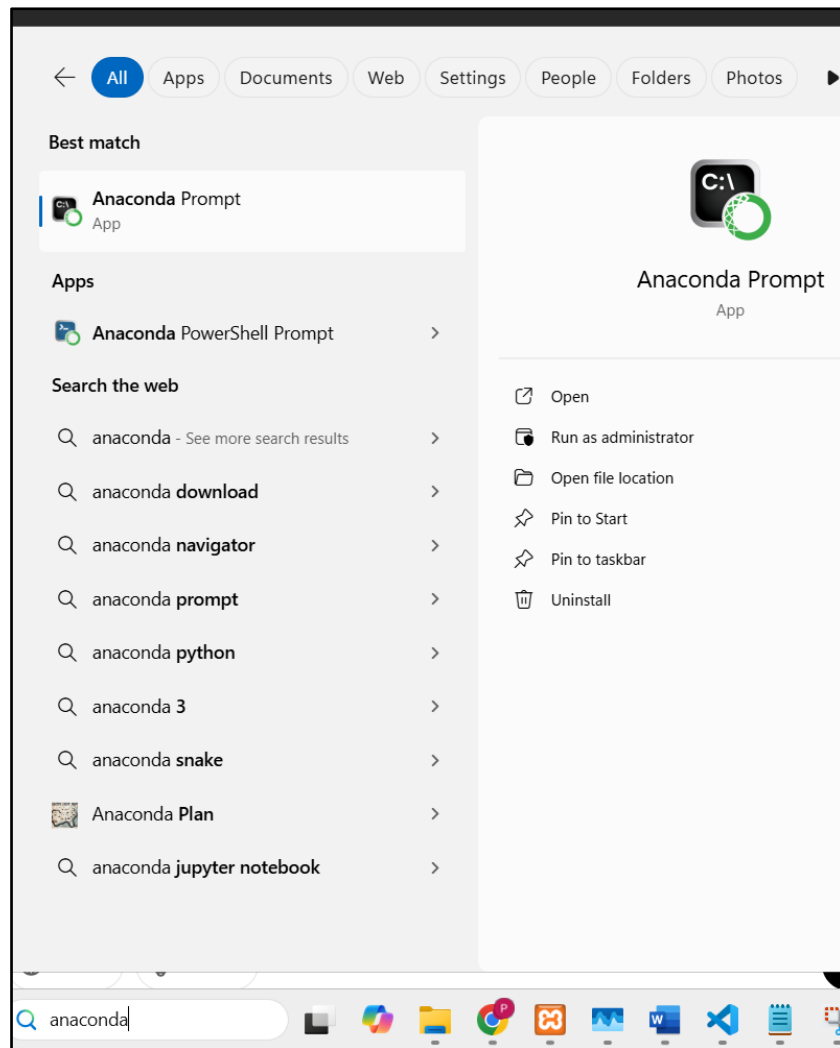 All Apps Documents Web Settings People Folders Photos
Best match
Anaconda Prompt
App
Apps
Anaconda PowerShell Prompt
Search the web
anaconda - See more search results
anaconda download
anaconda navigator
anaconda prompt
anaconda python
anaconda 3
anaconda snake
Anaconda Plan
anaconda jupyter notebook
C:\
Anaconda Prompt
App
Open
Run as administrator
Open file location
Pin to Start
Pin to taskbar
Uninstall
anaconda
P
W